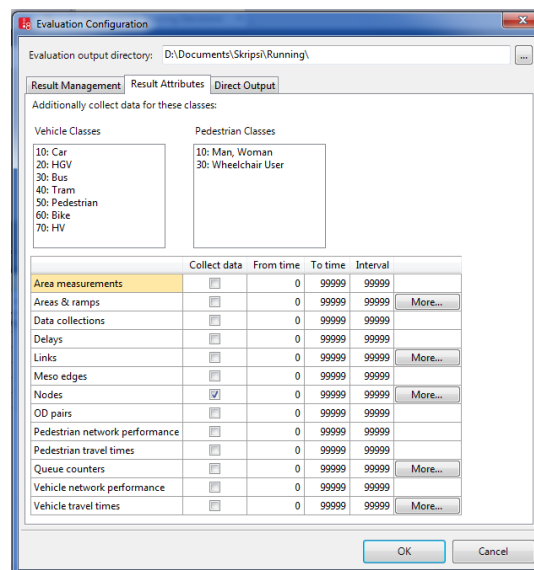 Evaluation Configuration
Evaluation output directory: D:\Documents\Skripsi\Running\ ...
Result Management Result Attributes Direct Output
Additionally collect data for these classes:
Vehicle Classes Pedestrian Classes
10: Car 10: Man, Woman
20: HGV 30: Wheelchair User
30: Bus
40: Tram
50: Pedestrian
60: Bike
70: HV
Collect data From time To time Interval
Area measurements 0 99999 99999
Areas & ramps 0 99999 99999 More...
Data collections 0 99999 99999
Delays 0 99999 99999
Links 0 99999 99999 More...
Meso edges 0 99999 99999
Nodes 0 99999 99999 More...
OD pairs 0 99999 99999
Pedestrian network performance 0 99999 99999
Pedestrian travel times 0 99999 99999
Queue counters 0 99999 99999 More...
Vehicle network performance 0 99999 99999
Vehicle travel times 0 99999 99999 More...
OK Cancel